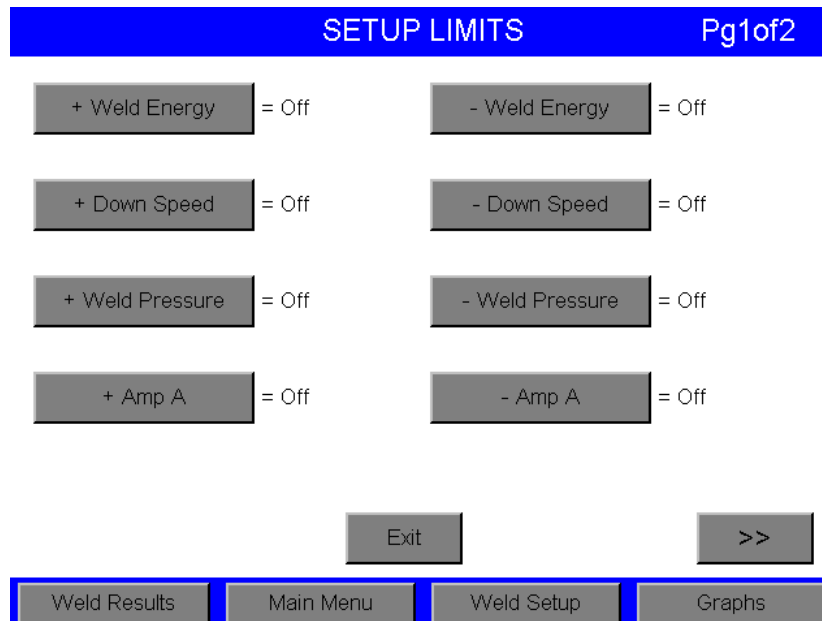 SETUP LIMITS Pg1of2
+ Weld Energy = Off - Weld Energy = Off
+ Down Speed = Off - Down Speed = Off
+ Weld Pressure = Off - Weld Pressure = Off
+ Amp A = Off - Amp A = Off
Exit >>
Weld Results Main Menu Weld Setup Graphs